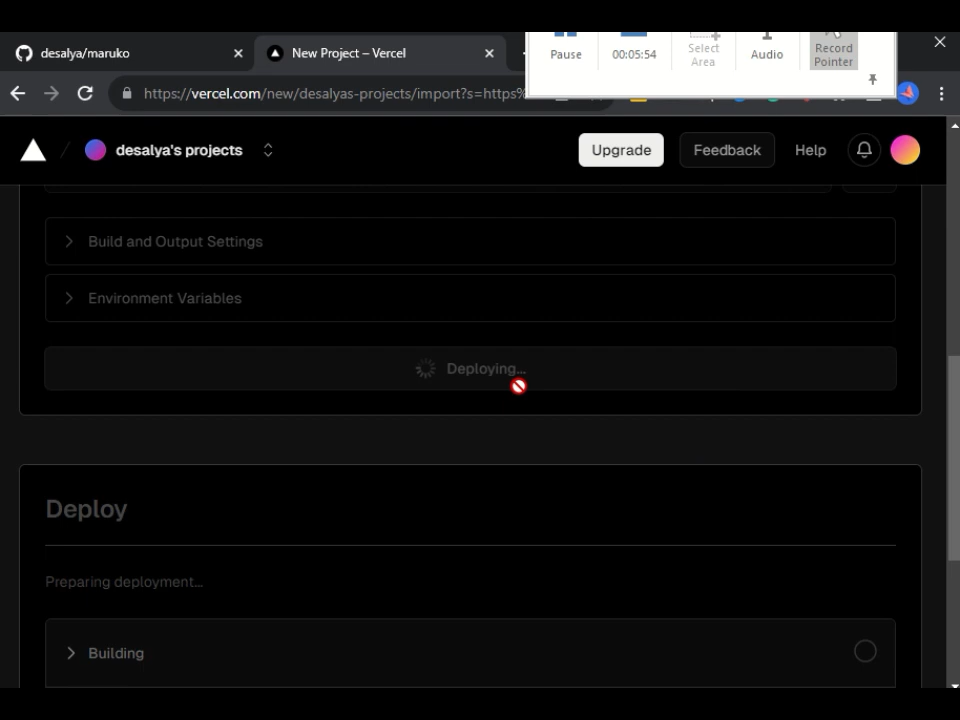 desalya/maruko
New Project – Vercel
Pause
00:05:54
Select
Area
Audio
Record
Pointer
https://vercel.com/new/desalyas-projects/import?s=https%
desalya's projects
Upgrade
Feedback
Help
Build and Output Settings
Environment Variables
Deploying...
Deploy
Preparing deployment...
Building